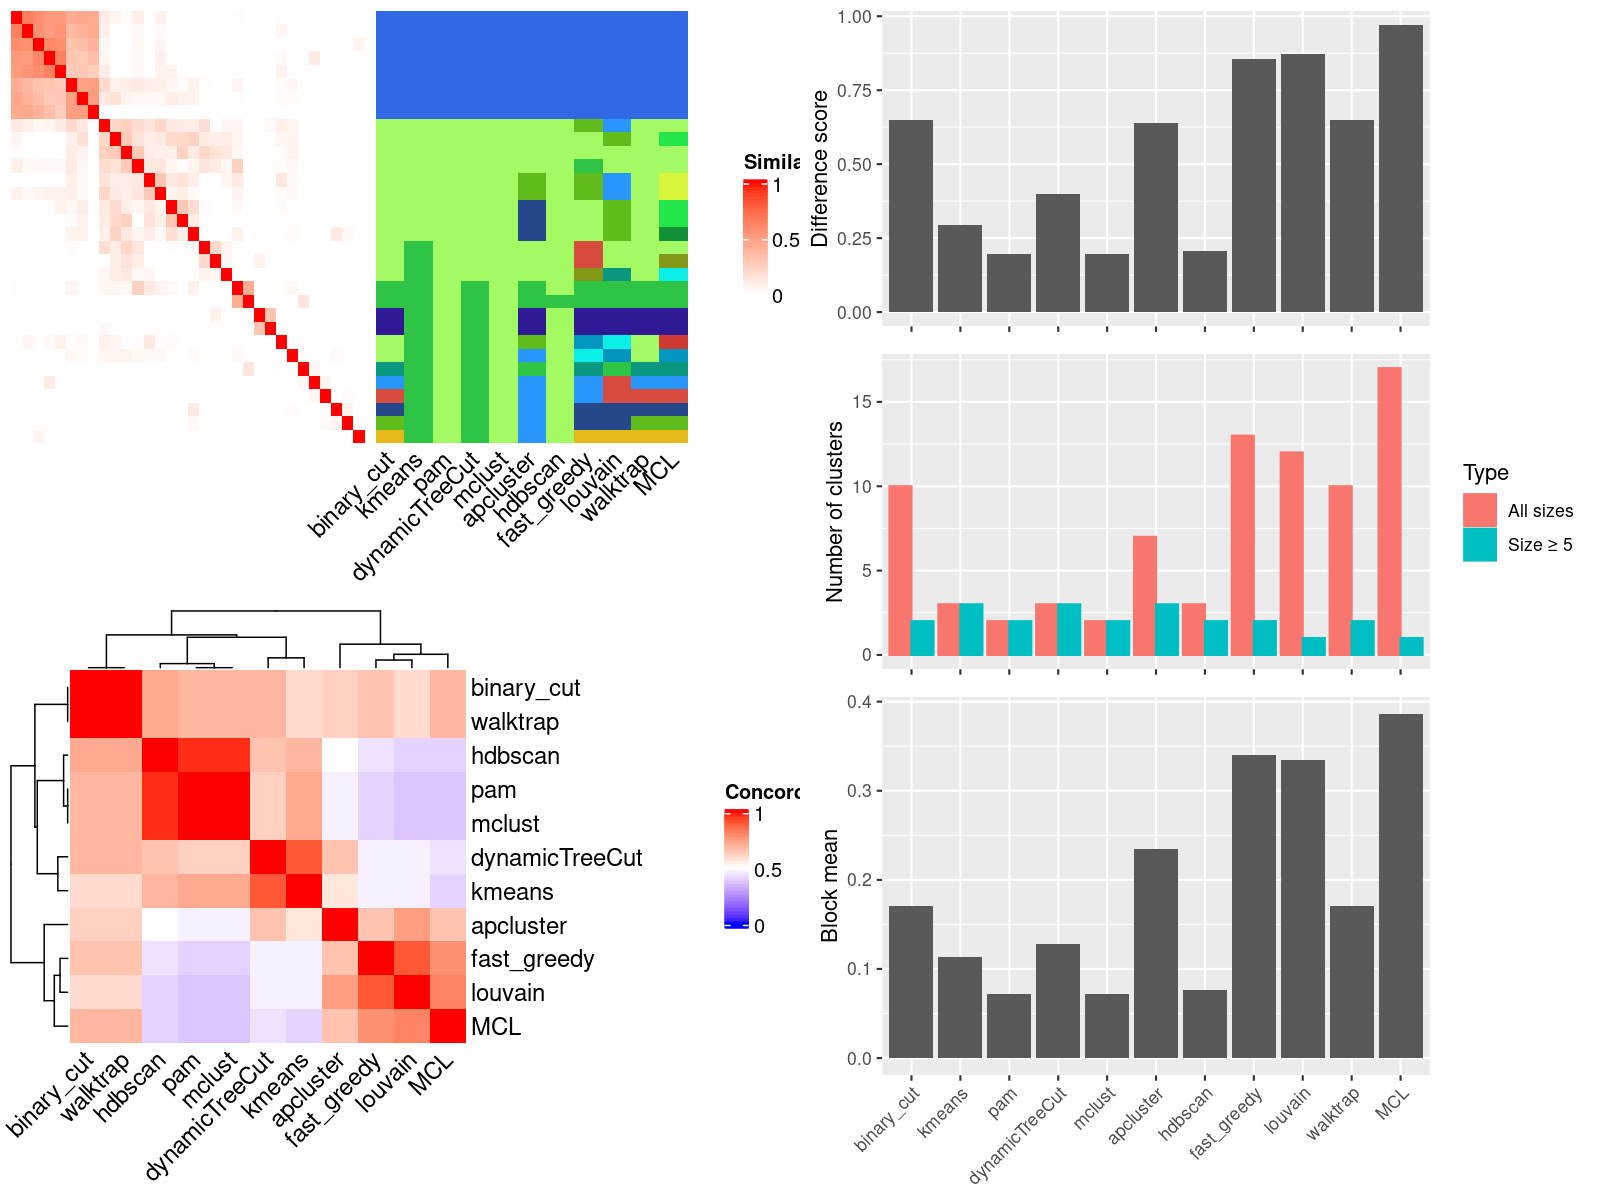 Simila
1
0.5
0
binary_cut
kmeans
pam
dynamicTreeCut
mclust
apcluster
hdbscan
fast_greedy
louvain
walktrap
MCL
binary_cut
walktrap
hdbscan
pam
mclust
dynamicTreeCut
kmeans
apcluster
fast_greedy
louvain
MCL
Concord
1
0.5
0
binary_cut
walktrap
hdbscan
pam
mclust
dynamicTreeCut
kmeans
apcluster
fast_greedy
louvain
MCL
Difference score
1.00
0.75
0.50
0.25
0.00
Number of clusters
15
10
5
0
Type
All sizes
Size ≥ 5
Block mean
0.4
0.3
0.2
0.1
0.0
binary_cut
kmeans
pam
dynamicTreeCut
mclust
apcluster
hdbscan
fast_greedy
louvain
walktrap
MCL